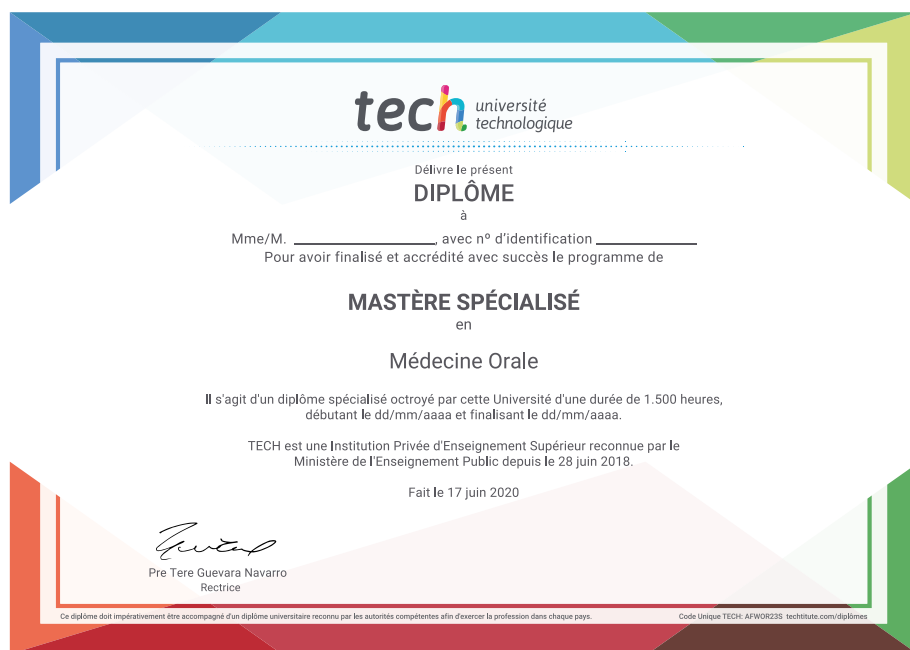 tech université
technologique
Délivre le présent
DIPLÔME
à
Mme/M. ____________________, avec nº d'identification ______________
Pour avoir finalisé et accrédité avec succès le programme de
MASTÈRE SPÉCIALISÉ
en
Médecine Orale
Il s'agit d'un diplôme spécialisé octroyé par cette Université d'une durée de 1.500 heures,
débutant le dd/mm/aaaa et finalisant le dd/mm/aaaa.
TECH est une Institution Privée d'Enseignement Supérieur reconnue par le
Ministère de l'Enseignement Public depuis le 28 juin 2018.
Fait le 17 juin 2020
Pre Tere Guevara Navarro
Rectrice
Ce diplôme doit impérativement être accompagné d'un diplôme universitaire reconnu par les autorités compétentes afin d'exercer la profession dans chaque pays.
Code Unique TECH: AFWOR23S techtitute.com/diplômes